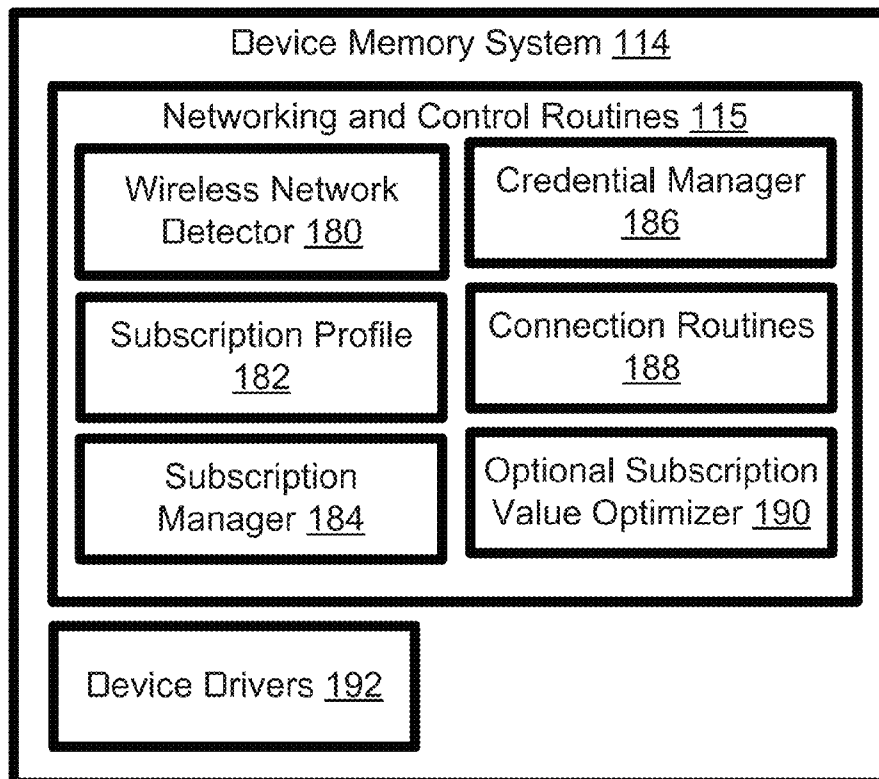 Device Memory System 114
Networking and Control Routines 115
Wireless Network
Detector 180
Credential Manager
186
Subscription Profile
182
Connection Routines
188
Subscription
Manager 184
Optional Subscription
Value Optimizer 190
Device Drivers 192